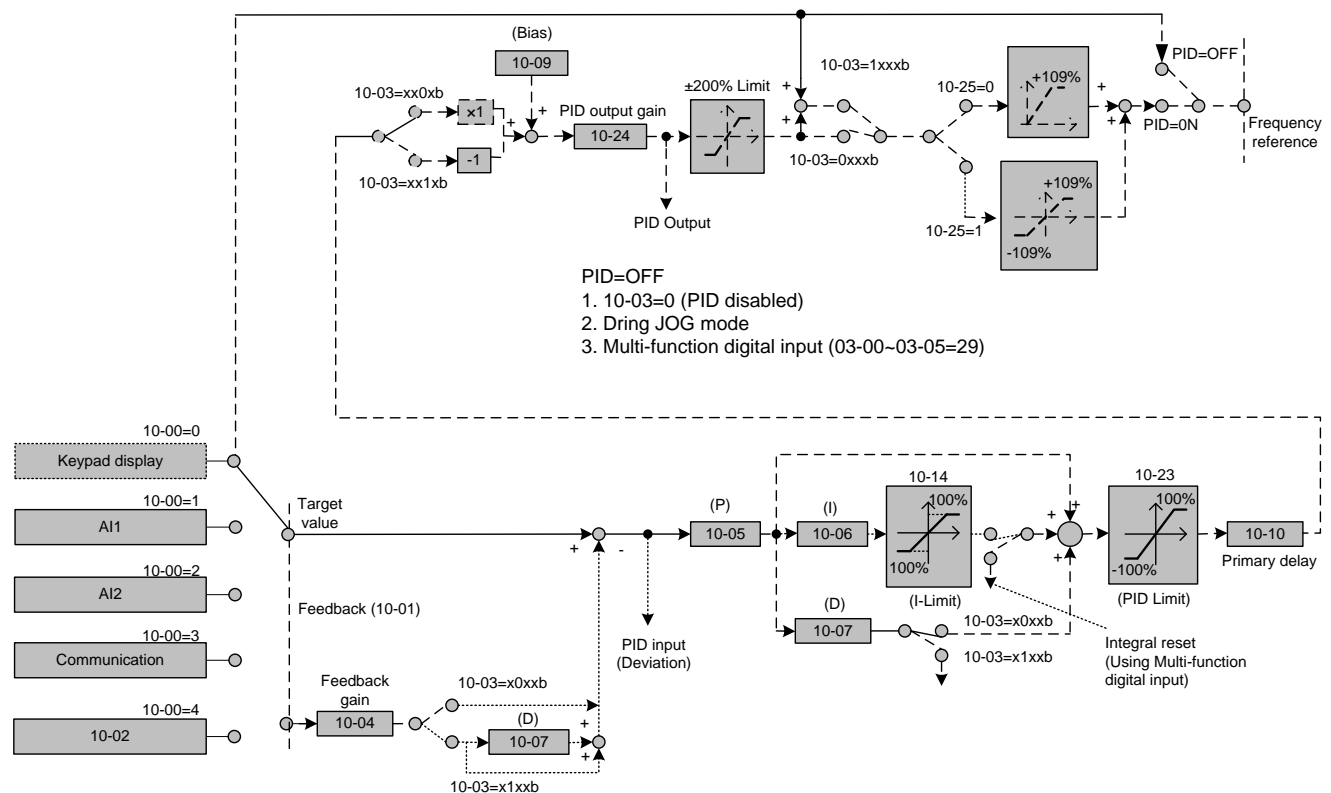 (Bias)
10-09
10-03=xx0xb
×1
-1
10-03=xx1xb
+
+
PID output gain
10-24
PID Output
±200% Limit
+
+
10-03=1xxxb
10-03=0xxxb
10-25=0
+109%
10-25=1
+109%
-109%
+
+
PID=OFF
PID=0N
Frequency
reference
PID=OFF
1. 10-03=0 (PID disabled)
2. Dring JOG mode
3. Multi-function digital input (03-00~03-05=29)
10-00=0
Keypad display
10-00=1
AI1
10-00=2
AI2
10-00=3
Communication
10-00=4
10-02
Target
value
Feedback (10-01)
Feedback
gain
10-04
10-03=x0xxb
(D)
10-07
+
+
10-03=x1xxb
+
-
PID input
(Deviation)
(P)
10-05
(I)
10-06
10-14
100%
100%
(I-Limit)
(D)
10-07
10-03=x0xxb
10-03=x1xxb
+
+
+
Integral reset
(Using Multi-function
digital input)
10-23
100%
-100%
(PID Limit)
10-10
Primary delay